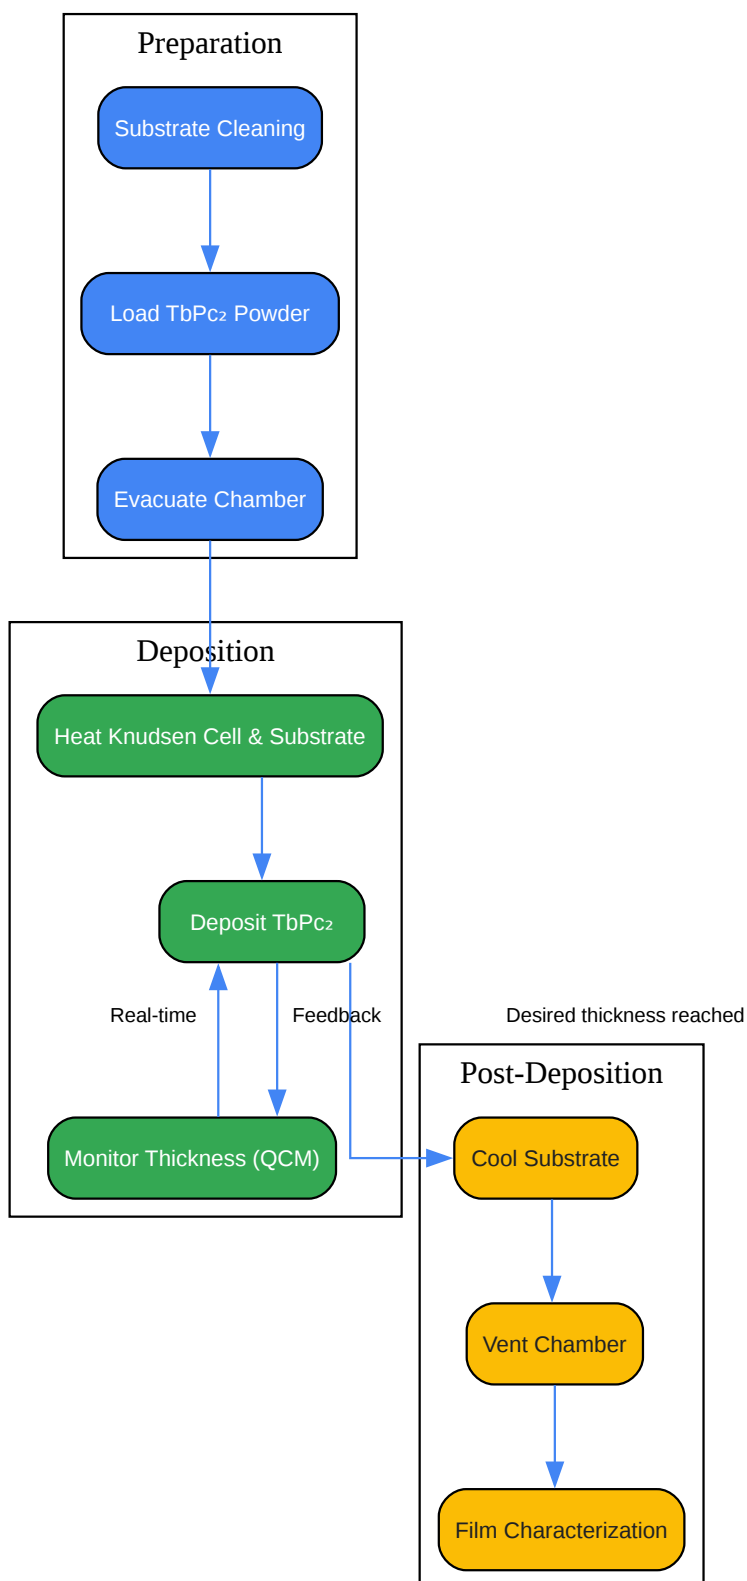 Preparation
Substrate Cleaning
Load TbPc₂ Powder
Evacuate Chamber
Deposition
Heat Knudsen Cell & Substrate
Deposit TbPc₂
Real-time
Feedback
Desired thickness reached
Monitor Thickness (QCM)
Post-Deposition
Cool Substrate
Vent Chamber
Film Characterization